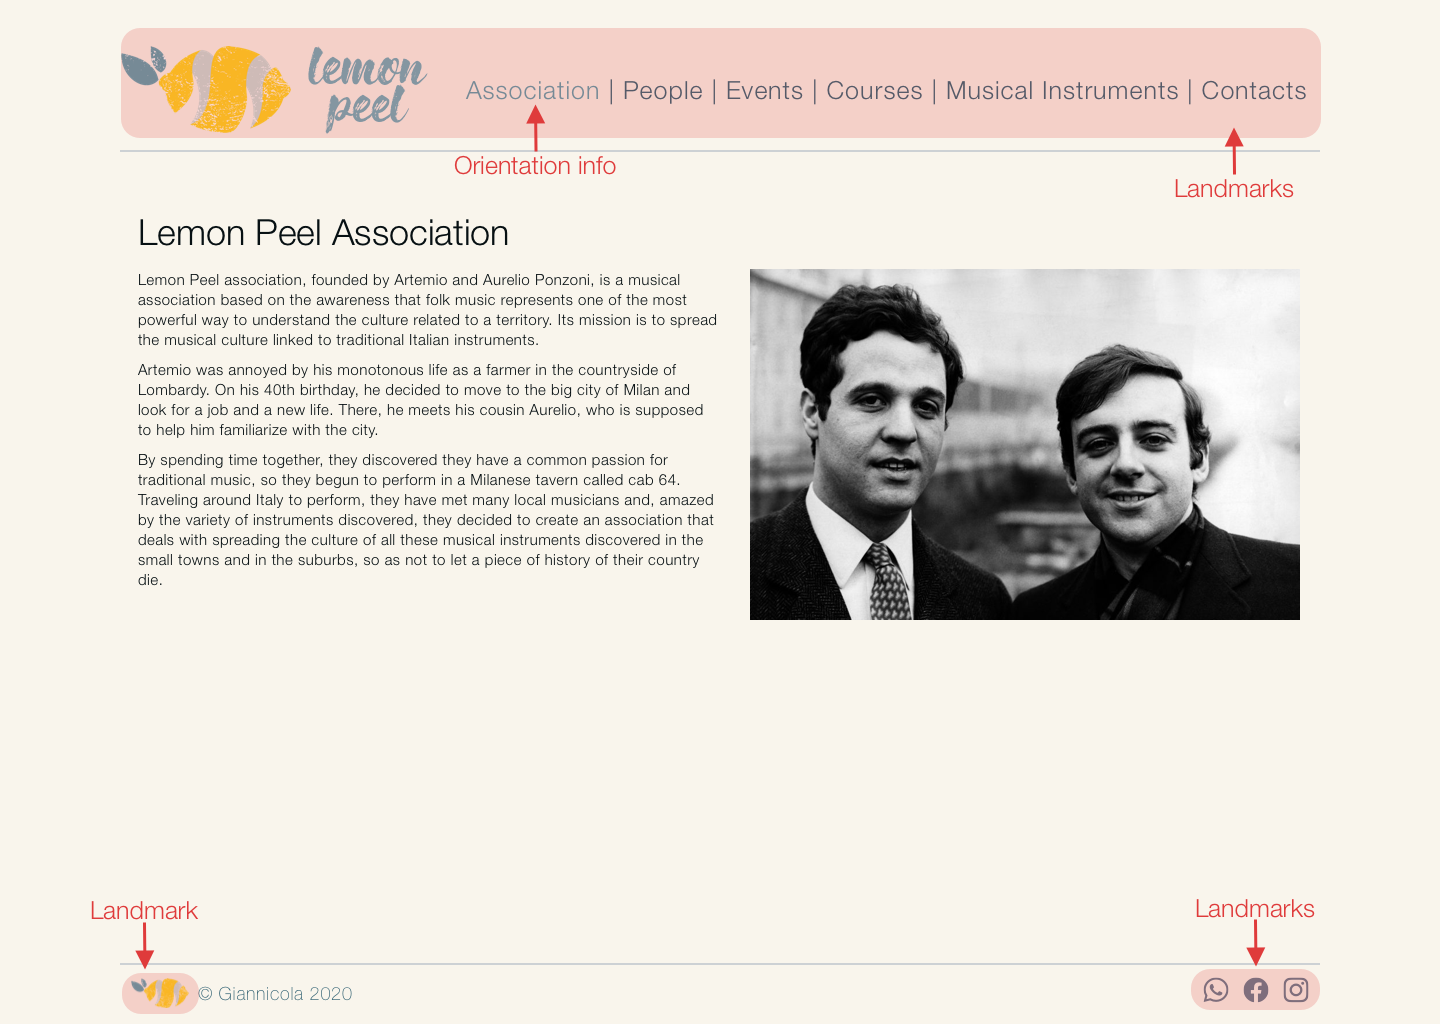 lemon
peel
Association | People | Events | Courses | Musical Instruments | Contacts
Orientation info
Landmarks
Lemon Peel Association
Lemon Peel association, founded by Artemio and Aurelio Ponzoni, is a musical
association based on the awareness that folk music represents one of the most
powerful way to understand the culture related to a territory. Its mission is to spread
the musical culture linked to traditional Italian instruments.
Artemio was annoyed by his monotonous life as a farmer in the countryside of
Lombardy. On his 40th birthday, he decided to move to the big city of Milan and
look for a job and a new life. There, he meets his cousin Aurelio, who is supposed
to help him familiarize with the city.
By spending time together, they discovered they have a common passion for
traditional music, so they begun to perform in a Milanese tavern called cab 64.
Traveling around Italy to perform, they have met many local musicians and, amazed
by the variety of instruments discovered, they decided to create an association that
deals with spreading the culture of all these musical instruments discovered in the
small towns and in the suburbs, so as not to let a piece of history of their country
die.
Landmark
Landmarks
© Giannicola 2020